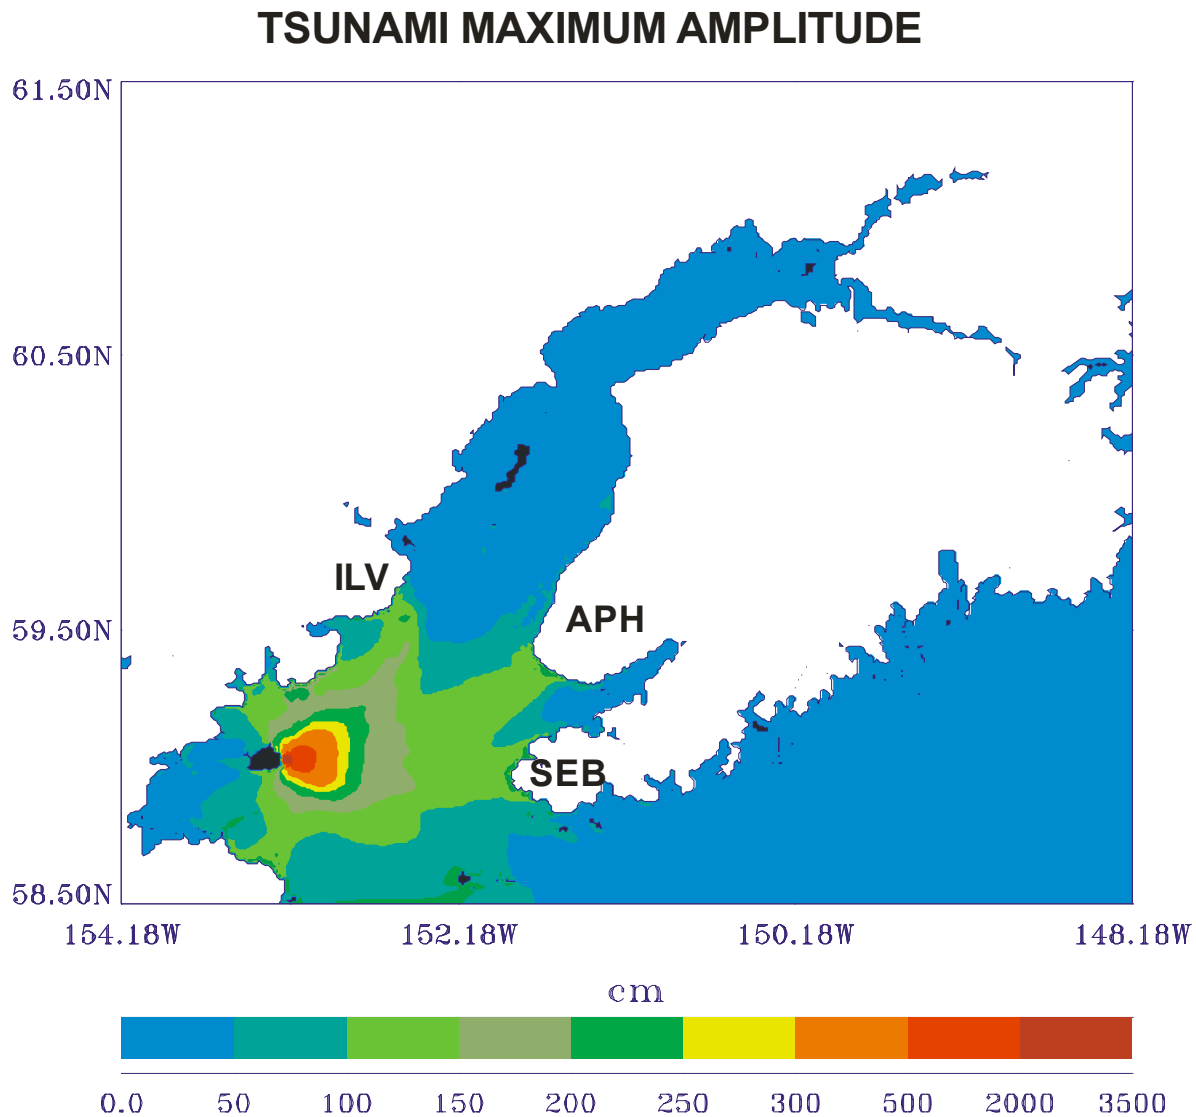 TSUNAMI MAXIMUM AMPLITUDE
61.50N
60.50N
ILV
APH
59.50N
SEB
58.50N
154.18W 152.18W 150.18W 148.18W
cm
0.0 50 100 150 200 250 300 500 2000 3500